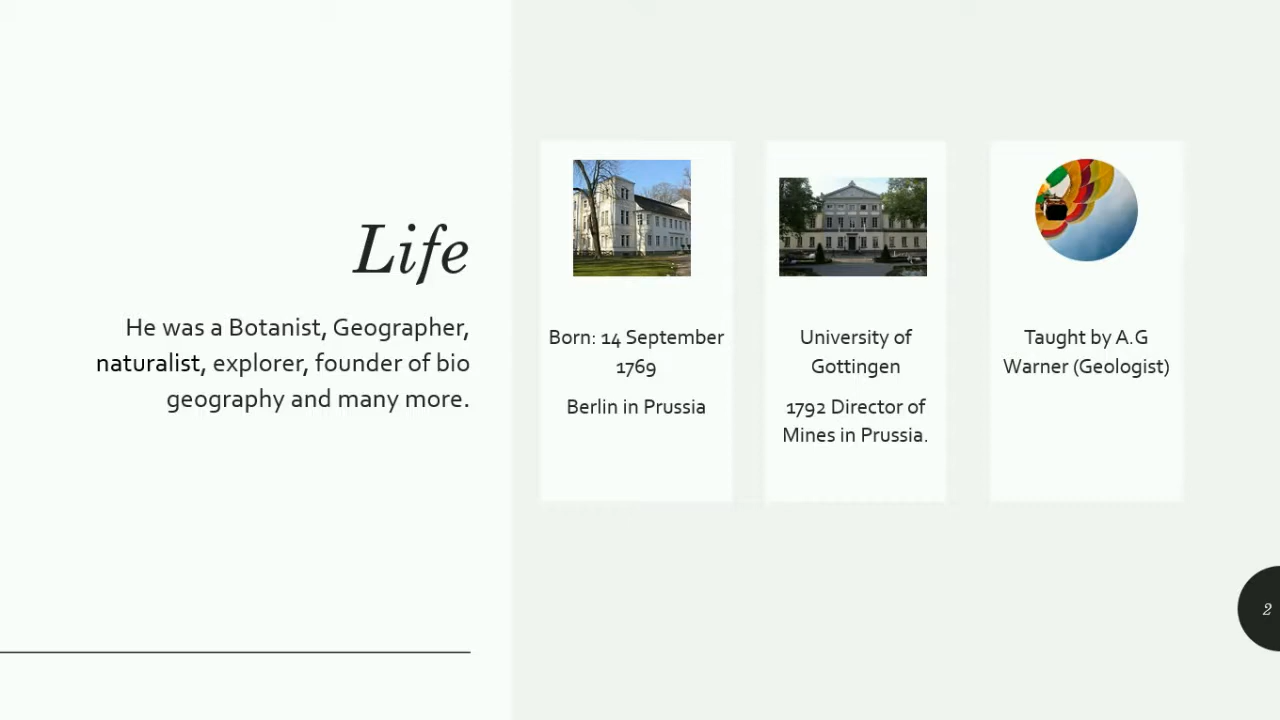 Life
He was a Botanist, Geographer,
naturalist, explorer, founder of bio
geography and many more.
Born: 14 September
1769
Berlin in Prussia
University of
Gottingen
1792 Director of
Mines in Prussia.
Taught by A.G
Warner (Geologist)
2